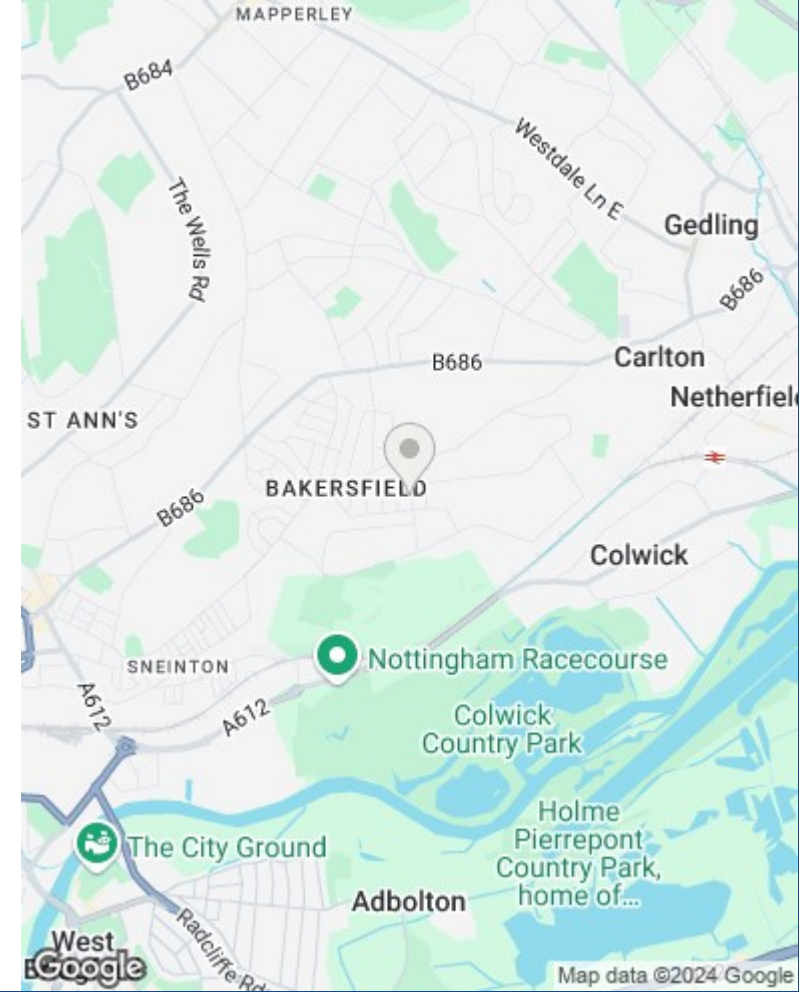 MAPPERLEY
B684
Westdale Ln E
The Wells Rd
Gedling
B686
B686
Carlton
Netherfield
ST ANN'S
BAKERSFIELD
B686
Colwick
SNEINTON
Nottingham Racecourse
A612
A612
Colwick
Country Park
Holme
Pierrepont
Country Park,
home of...
The City Ground
Adbolton
Radcliffe Rd
West
Google
Map data ©2024 Google